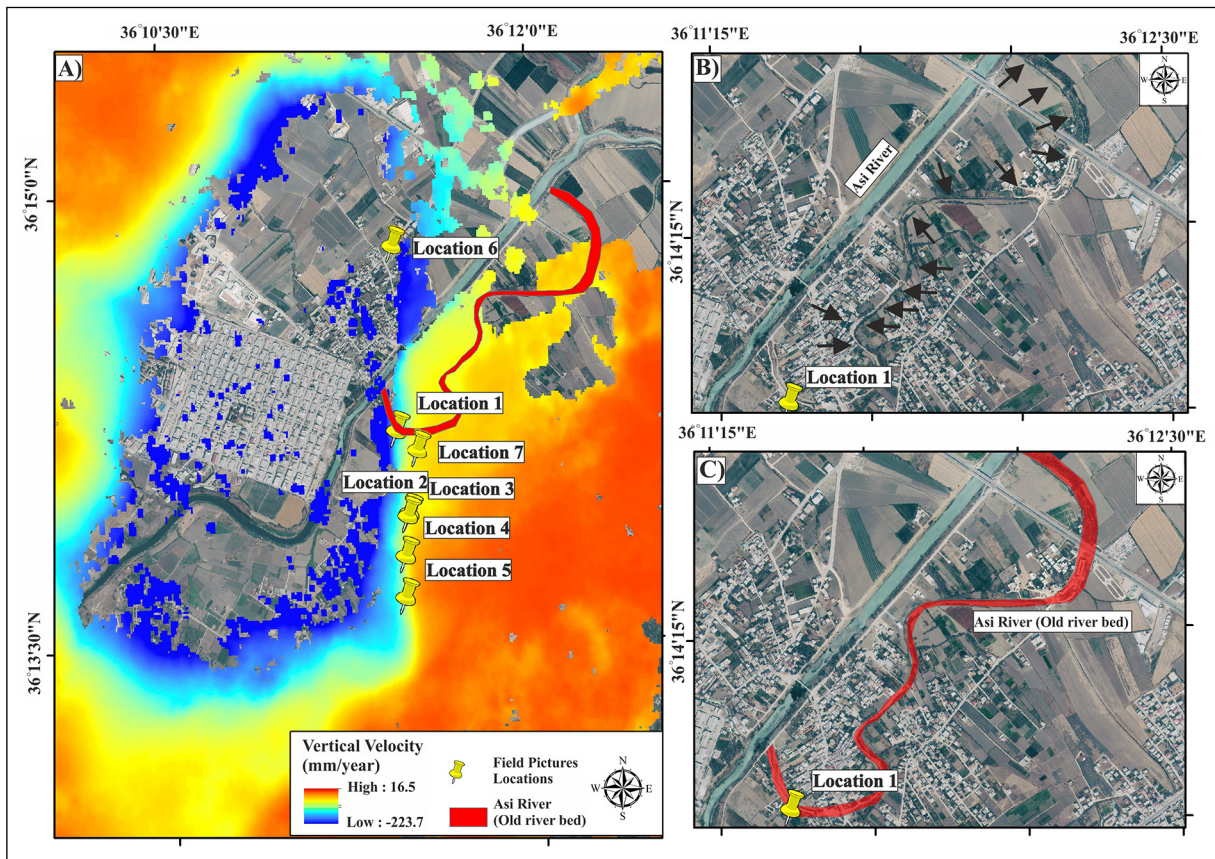 36°10'30"E
36°12'0"E
A)
36°15'0"N
36°13'30"N
Location 6
Location 1
Location 7
Location 2
Location 3
Location 4
Location 5
Vertical Velocity
(mm/year)
High : 16.5
Low : -223.7
Field Pictures
Locations
Asi River
(Old river bed)
N
W
E
S
36°11'15"E
36°12'30"E
B)
N
W
E
S
Asi River
36°14'15"N
Location 1
36°11'15"E
36°12'30"E
C)
N
W
E
S
Asi River (Old river bed)
36°14'15"N
Location 1